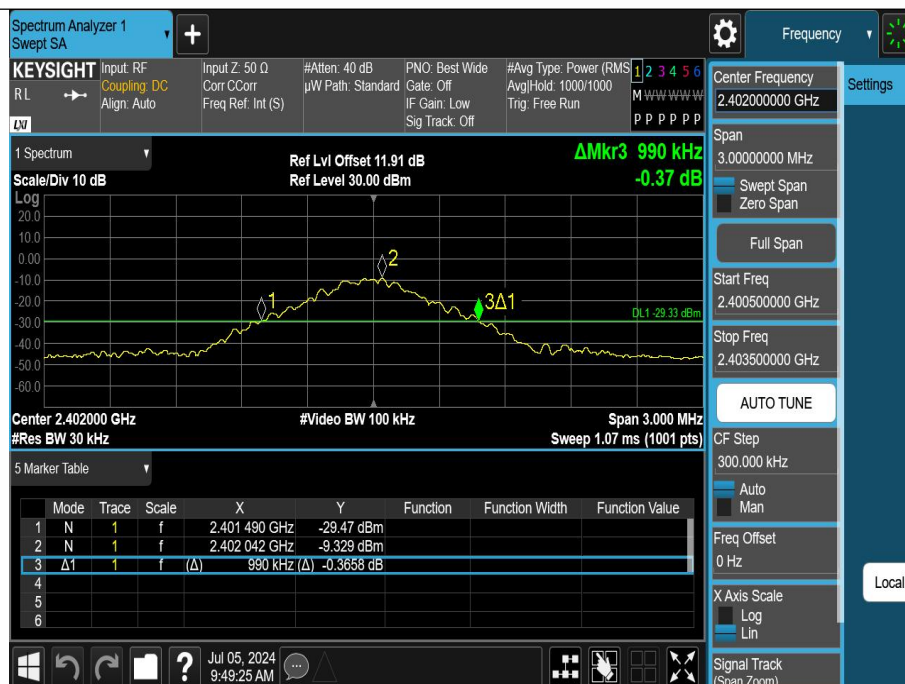 Spectrum Analyzer 1
Swept SA
Frequency
KEYSIGHT
RL
LXI
Input: RF
Coupling: DC
Align: Auto
Input Z: 50 Ω
Corr CCorr
Freq Ref: Int (S)
#Atten: 40 dB
µW Path: Standard
PNO: Best Wide
Gate: Off
IF Gain: Low
Sig Track: Off
#Avg Type: Power (RMS
Avg|Hold: 1000/1000
Trig: Free Run
1 2 3 4 5 6
M W W W W W
P P P P P P
1 Spectrum
Scale/Div 10 dB
Ref Lvl Offset 11.91 dB
Ref Level 30.00 dBm
ΔMkr3 990 kHz
-0.37 dB
Log
20.0
10.0
0.00
-10.0
-20.0
-30.0
-40.0
-50.0
-60.0
1
2
3Δ1
DL1 -29.33 dBm
Center 2.402000 GHz
#Video BW 100 kHz
Span 3.000 MHz
#Res BW 30 kHz
Sweep 1.07 ms (1001 pts)
5 Marker Table
Mode Trace Scale X Y Function Function Width Function Value
1 N 1 f 2.401 490 GHz -29.47 dBm
2 N 1 f 2.402 042 GHz -9.329 dBm
3 Δ1 1 f (Δ) 990 kHz (Δ) -0.3658 dB
4
5
6
Jul 05, 2024
9:49:25 AM
?
Center Frequency
2.402000000 GHz
Settings
Span
3.00000000 MHz
Swept Span
Zero Span
Full Span
Start Freq
2.400500000 GHz
Stop Freq
2.403500000 GHz
AUTO TUNE
CF Step
300.000 kHz
Auto
Man
Freq Offset
0 Hz
Local
X Axis Scale
Log
Lin
Signal Track
(Span Zoom)